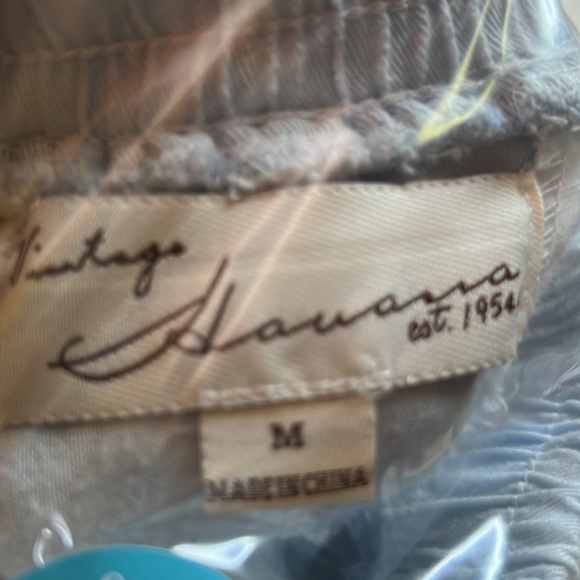 Vintage
Havana
est. 1954
M
MADE IN CHINA